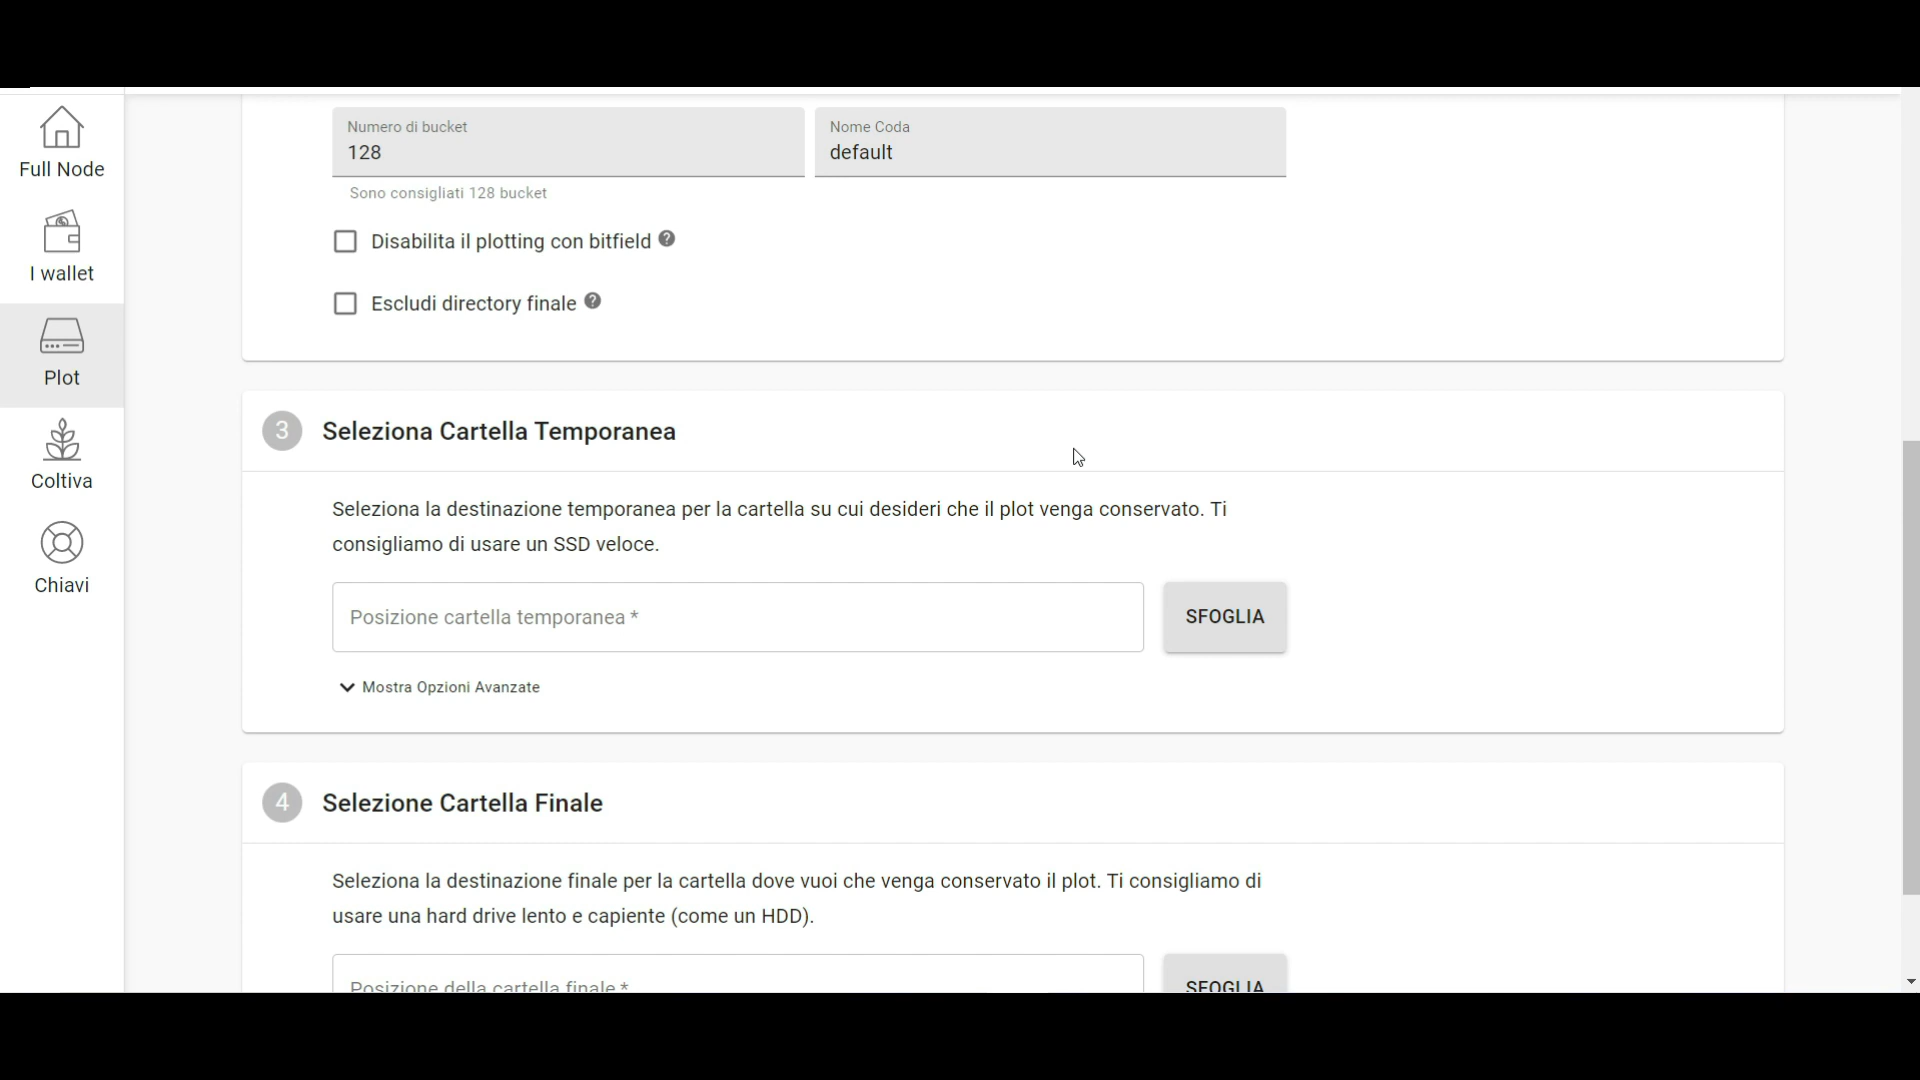 Full Node
I wallet
Plot
Coltiva
Chiavi
Numero di bucket
128
Nome Coda
default
Sono consigliati 128 bucket
Disabilita il plotting con bitfield ?
Escludi directory finale ?
3 Seleziona Cartella Temporanea
Seleziona la destinazione temporanea per la cartella su cui desideri che il plot venga conservato. Ti
consigliamo di usare un SSD veloce.
Posizione cartella temporanea *
SFOGLIA
Mostra Opzioni Avanzate
4 Selezione Cartella Finale
Seleziona la destinazione finale per la cartella dove vuoi che venga conservato il plot. Ti consigliamo di
usare una hard drive lento e capiente (come un HDD).
Posizione della cartella finale *
SFOGLIA